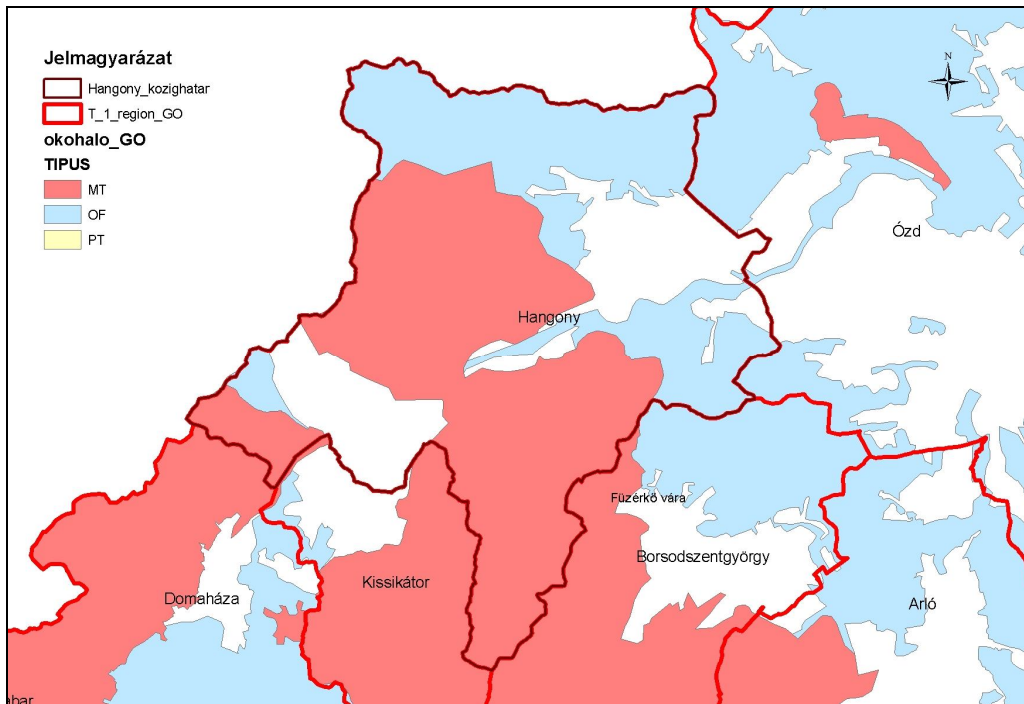 Jelmagyarázat
Hangony_kozighatar
T_1_region_GO
okohalo_GO
TIPUS
MT
OF
PT
N
Ózd
Hangony
Füzérkő vára
Borsodszentgyörgy
Kissikátor
Domaháza
Arló